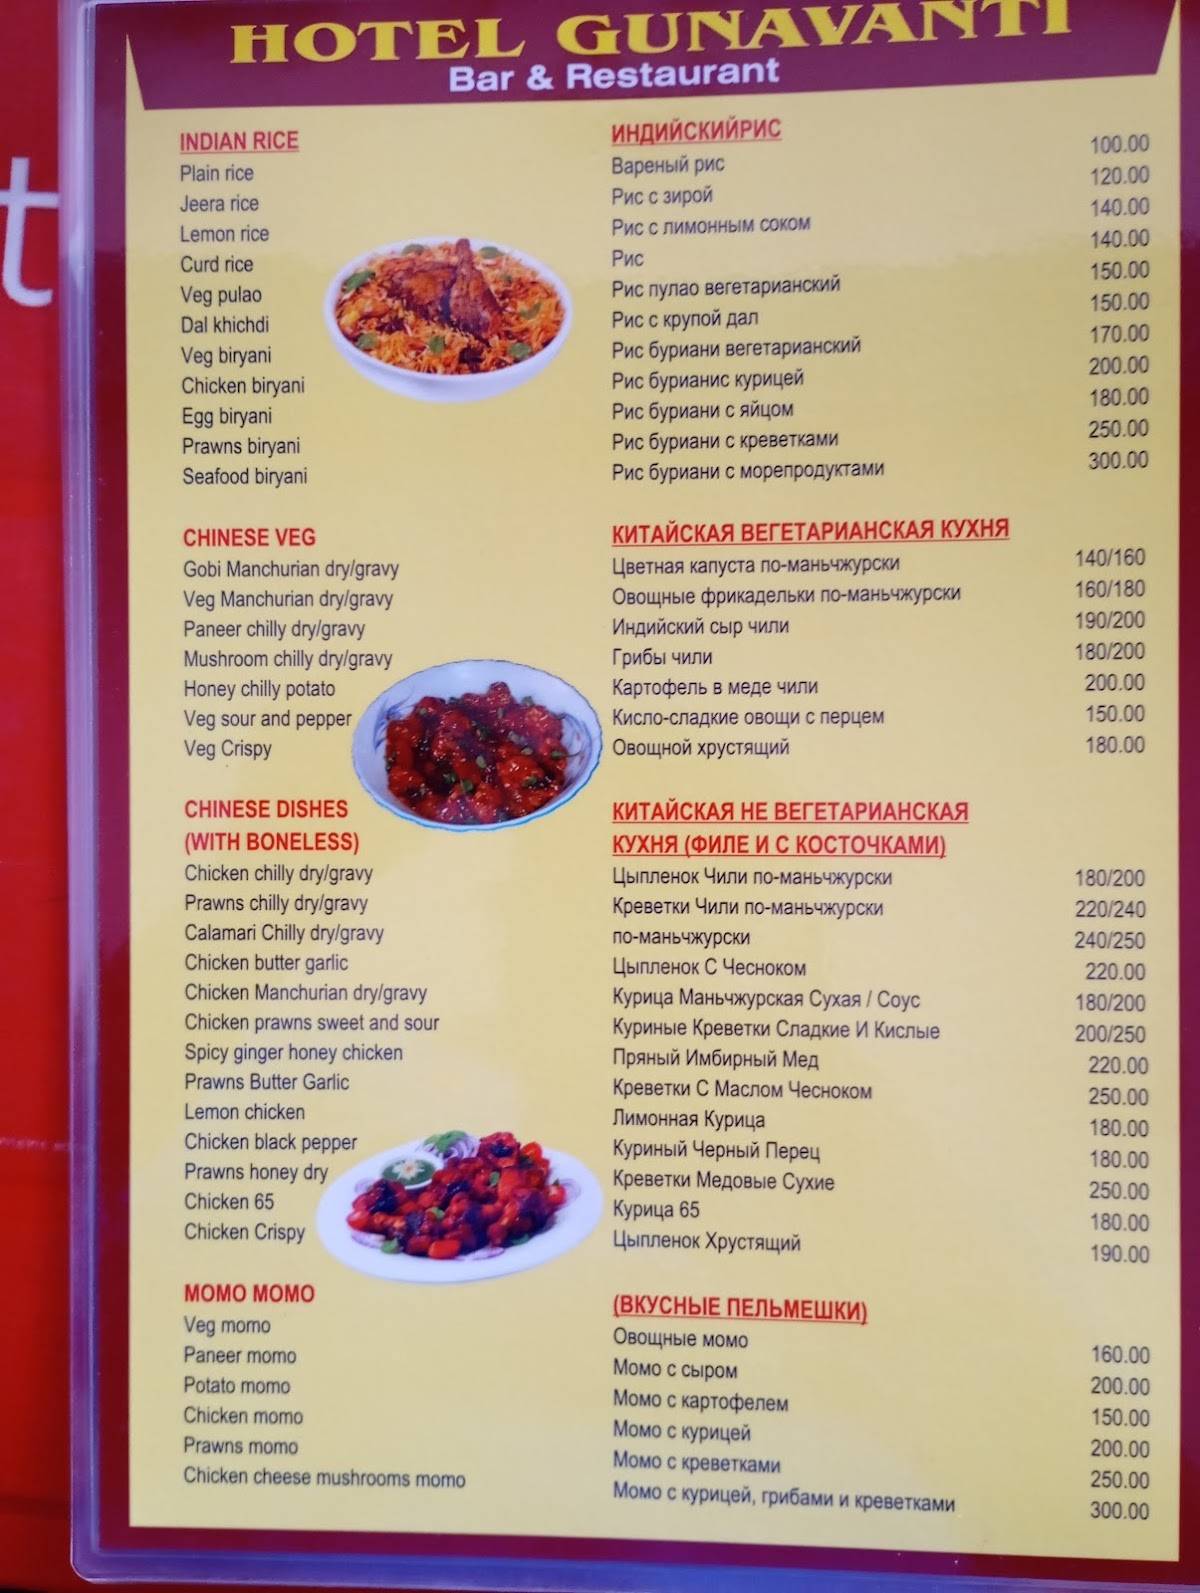 HOTEL GUNAVANTI
Bar & Restaurant
t
INDIAN RICE ИНДИЙСКИЙРИС
Plain rice Вареный рис 100.00
Jeera rice Рис с зирой 120.00
Lemon rice Рис с лимонным соком 140.00
Curd rice Рис 140.00
Veg pulao Рис пулао вегетарианский 150.00
Dal khichdi Рис с крупой дал 150.00
Veg biryani Рис буриани вегетарианский 170.00
Chicken biryani Рис бурианис курицей 200.00
Egg biryani Рис буриани с яйцом 180.00
Prawns biryani Рис буриани с креветками 250.00
Seafood biryani Рис буриани с морепродуктами 300.00
CHINESE VEG КИТАЙСКАЯ ВЕГЕТАРИАНСКАЯ КУХНЯ
Gobi Manchurian dry/gravy Цветная капуста по-маньчжурски 140/160
Veg Manchurian dry/gravy Овощные фрикадельки по-маньчжурски 160/180
Paneer chilly dry/gravy Индийский сыр чили 190/200
Mushroom chilly dry/gravy Грибы чили 180/200
Honey chilly potato Картофель в меде чили 200.00
Veg sour and pepper Кисло-сладкие овощи с перцем 150.00
Veg Crispy Овощной хрустящий 180.00
CHINESE DISHES КИТАЙСКАЯ НЕ ВЕГЕТАРИАНСКАЯ
(WITH BONELESS) КУХНЯ (ФИЛЕ И С КОСТОЧКАМИ)
Chicken chilly dry/gravy Цыпленок Чили по-маньчжурски 180/200
Prawns chilly dry/gravy Креветки Чили по-маньчжурски 220/240
Calamari Chilly dry/gravy по-маньчжурски 240/250
Chicken butter garlic Цыпленок С Чесноком 220.00
Chicken Manchurian dry/gravy Курица Маньчжурская Сухая / Соус 180/200
Chicken prawns sweet and sour Куриные Креветки Сладкие И Кислые 200/250
Spicy ginger honey chicken Пряный Имбирный Мед 220.00
Prawns Butter Garlic Креветки С Маслом Чесноком 250.00
Lemon chicken Лимонная Курица 180.00
Chicken black pepper Куриный Черный Перец 180.00
Prawns honey dry Креветки Медовые Сухие 250.00
Chicken 65 Курица 65 180.00
Chicken Crispy Цыпленок Хрустящий 190.00
MOMO MOMO (ВКУСНЫЕ ПЕЛЬМЕШКИ)
Veg momo Овощные момо 160.00
Paneer momo Момо с сыром 200.00
Potato momo Момо с картофелем 150.00
Chicken momo Момо с курицей 200.00
Prawns momo Момо с креветками 250.00
Chicken cheese mushrooms momo Момо с курицей, грибами и креветками 300.00